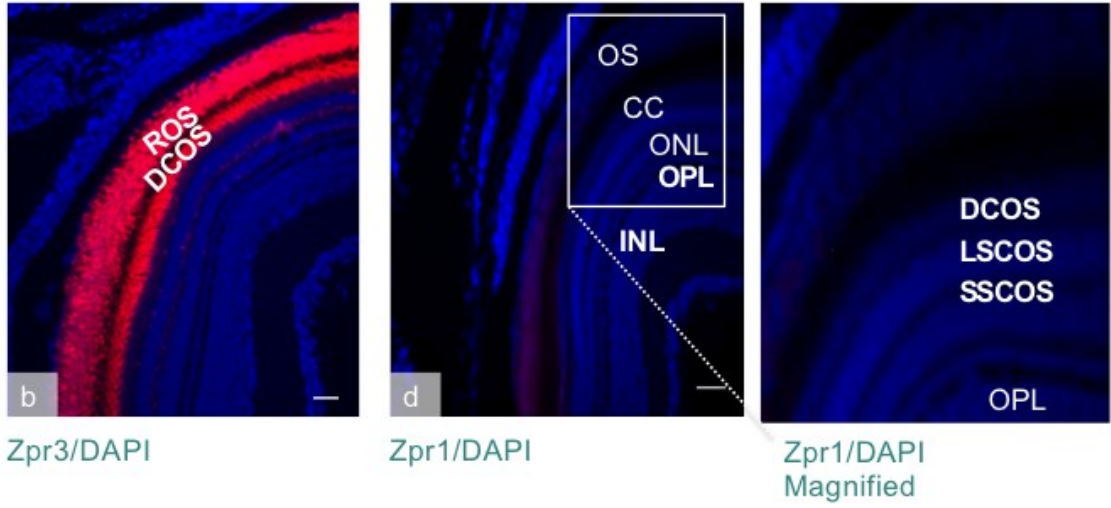 ROS
DCOS
b
Zpr3/DAPI
OS
CC
ONL
OPL
INL
d
Zpr1/DAPI
DCOS
LSCOS
SSCOS
OPL
Zpr1/DAPI
Magnified